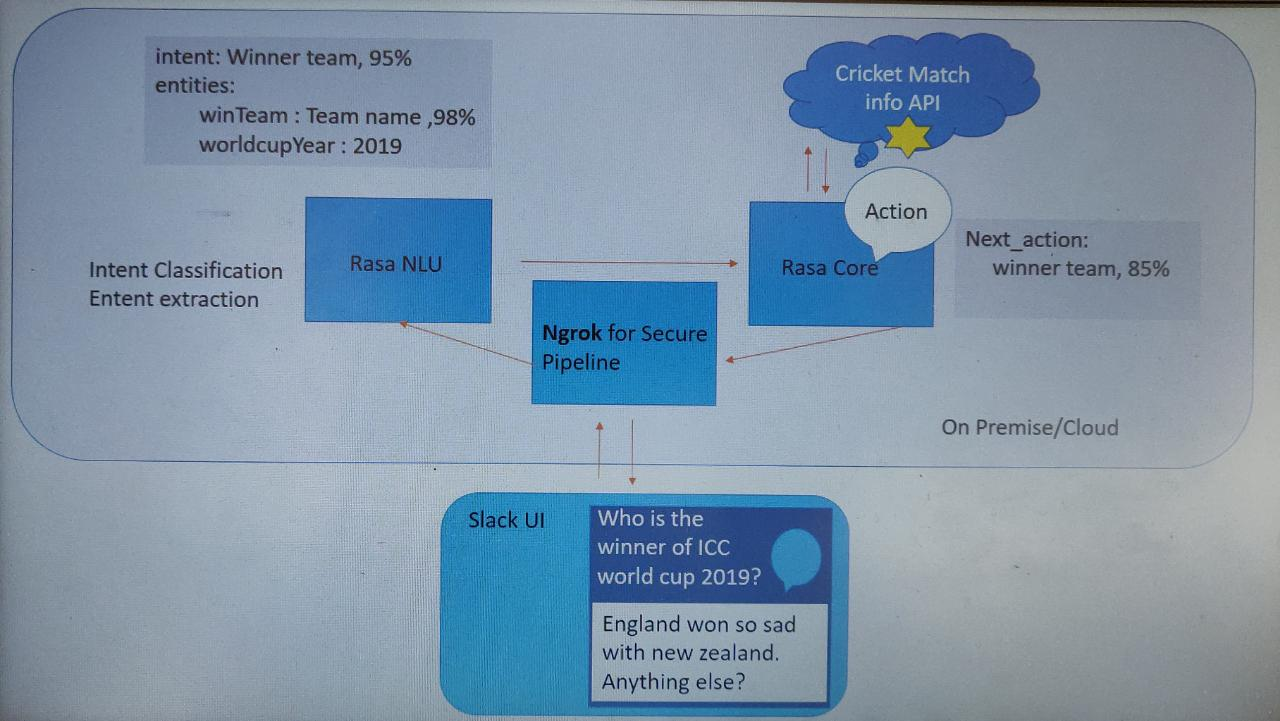 intent: Winner team, 95%
entities:
winTeam : Team name ,98%
worldcupYear : 2019
Cricket Match
info API
Action
Rasa NLU
Rasa Core
Next_action:
winner team, 85%
Intent Classification
Entent extraction
Ngrok for Secure
Pipeline
On Premise/Cloud
Slack UI
Who is the
winner of ICC
world cup 2019?
England won so sad
with new zealand.
Anything else?